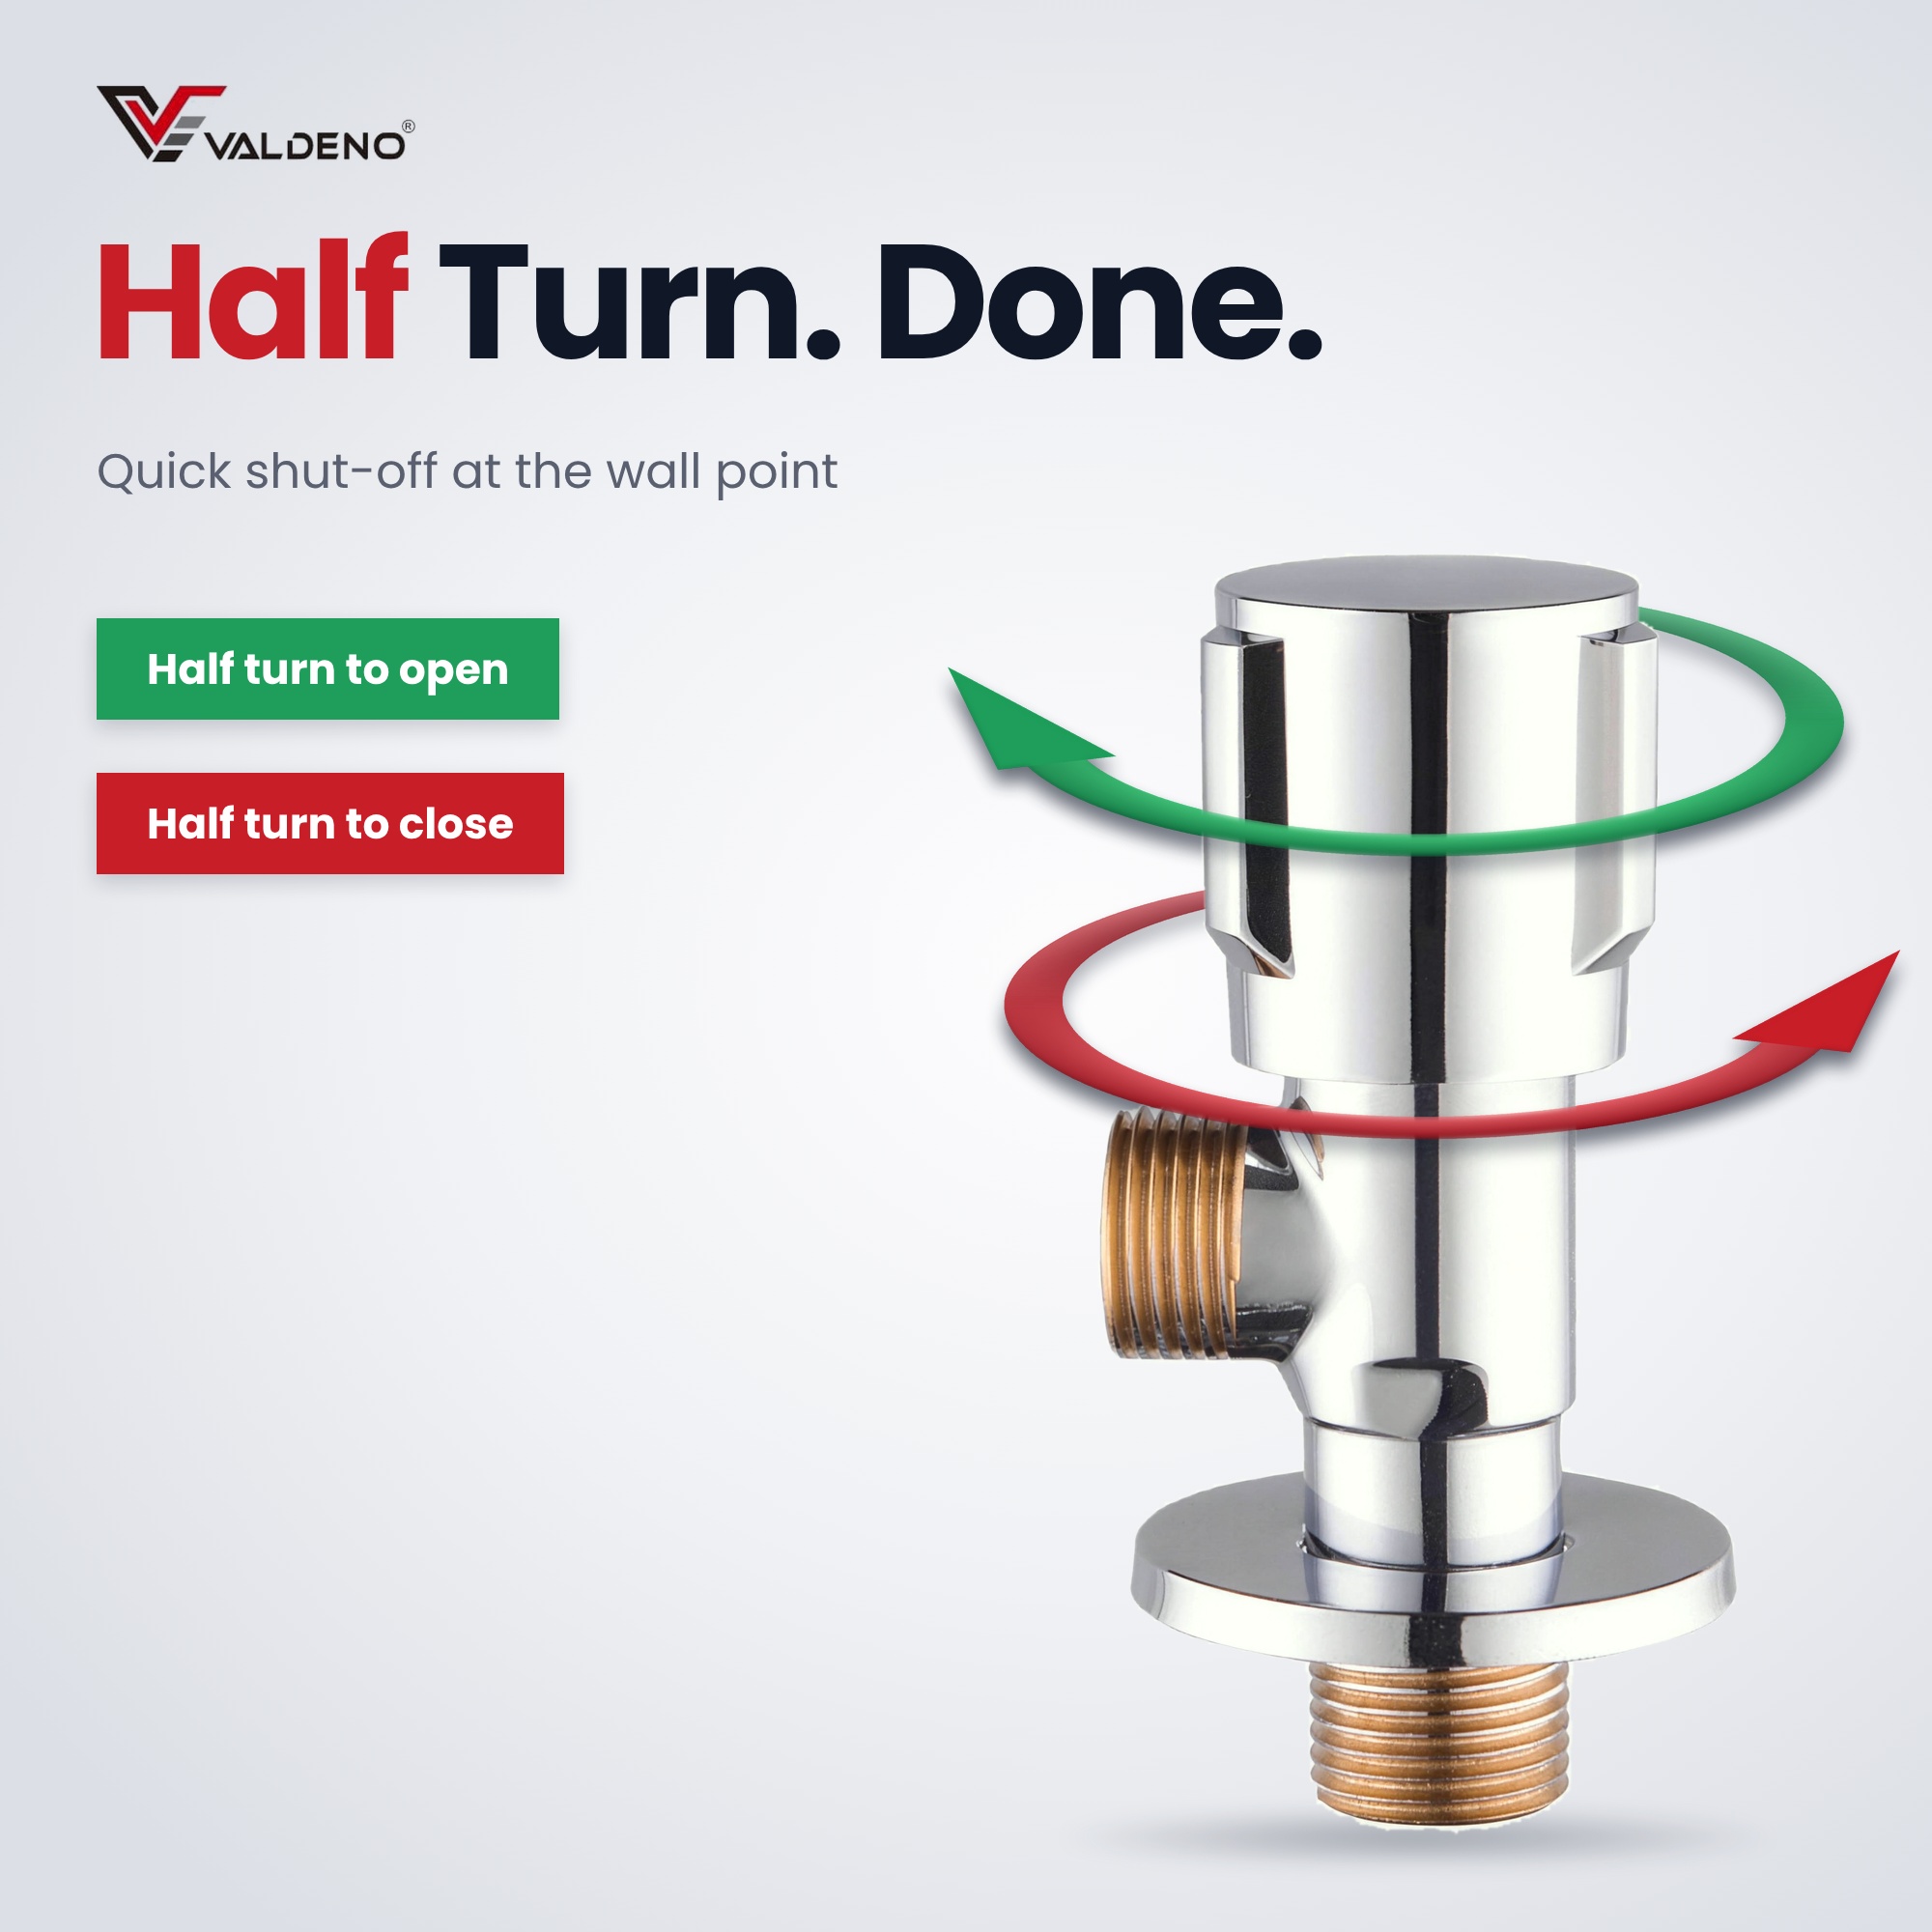 VALDENO®
Half Turn. Done.
Quick shut-off at the wall point
Half turn to open
Half turn to close